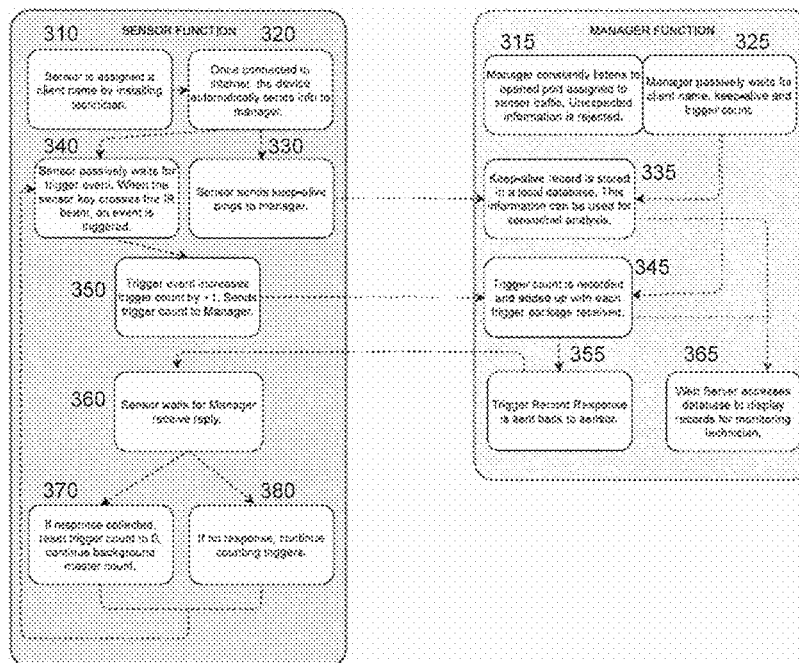 SENSOR FUNCTION
310
Sensor is assigned a
client name by installing
technician.
320
Once connected to
internet, the device
automatically sends info to
manager.
340
Sensor passively waits for
trigger event. When the
sensor key crosses the IR
beam, an event is
triggered.
330
Sensor sends keep-alive
pings to manager.
350
Trigger event increases
trigger count by +1. Sends
trigger count to Manager.
360
Sensor waits for Manager
receive reply.
370
If response collected,
reset trigger count to 0,
continue background
master count.
380
If no response, continue
counting triggers.
MANAGER FUNCTION
315
Manager constantly listens to
opened port assigned to
sensor traffic. Unexpected
information is rejected.
325
Manager passively waits for
client name, keep-alive and
trigger count.
335
Keep-alive record is stored
in a local database. This
information can be used for
analysis.
345
Trigger count is recorded
and added up with each
trigger package received.
355
Trigger Record Response
is sent back to sensor.
365
Web Server accesses
database to display
records for monitoring
technician.